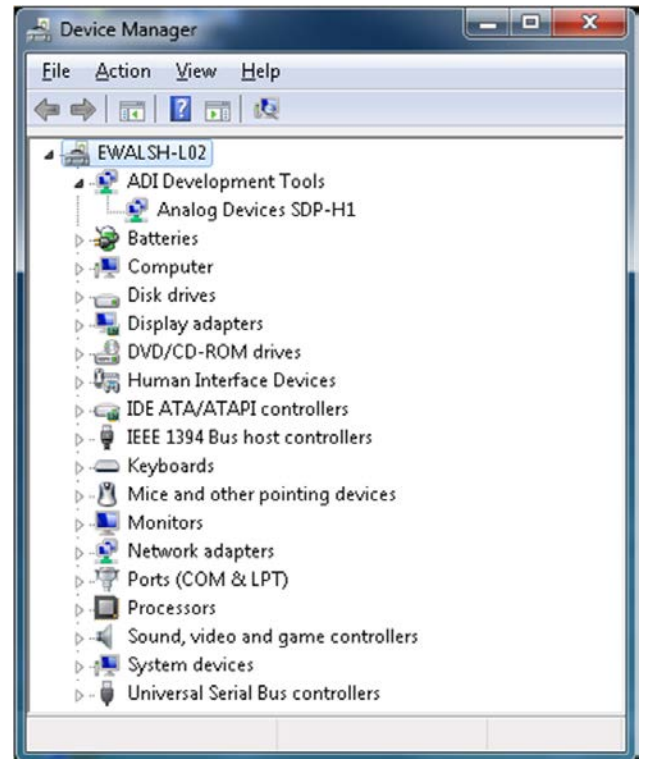 Device Manager
File Action View Help
EWALSH-L02
ADI Development Tools
Analog Devices SDP-H1
Batteries
Computer
Disk drives
Display adapters
DVD/CD-ROM drives
Human Interface Devices
IDE ATA/ATAPI controllers
IEEE 1394 Bus host controllers
Keyboards
Mice and other pointing devices
Monitors
Network adapters
Ports (COM & LPT)
Processors
Sound, video and game controllers
System devices
Universal Serial Bus controllers